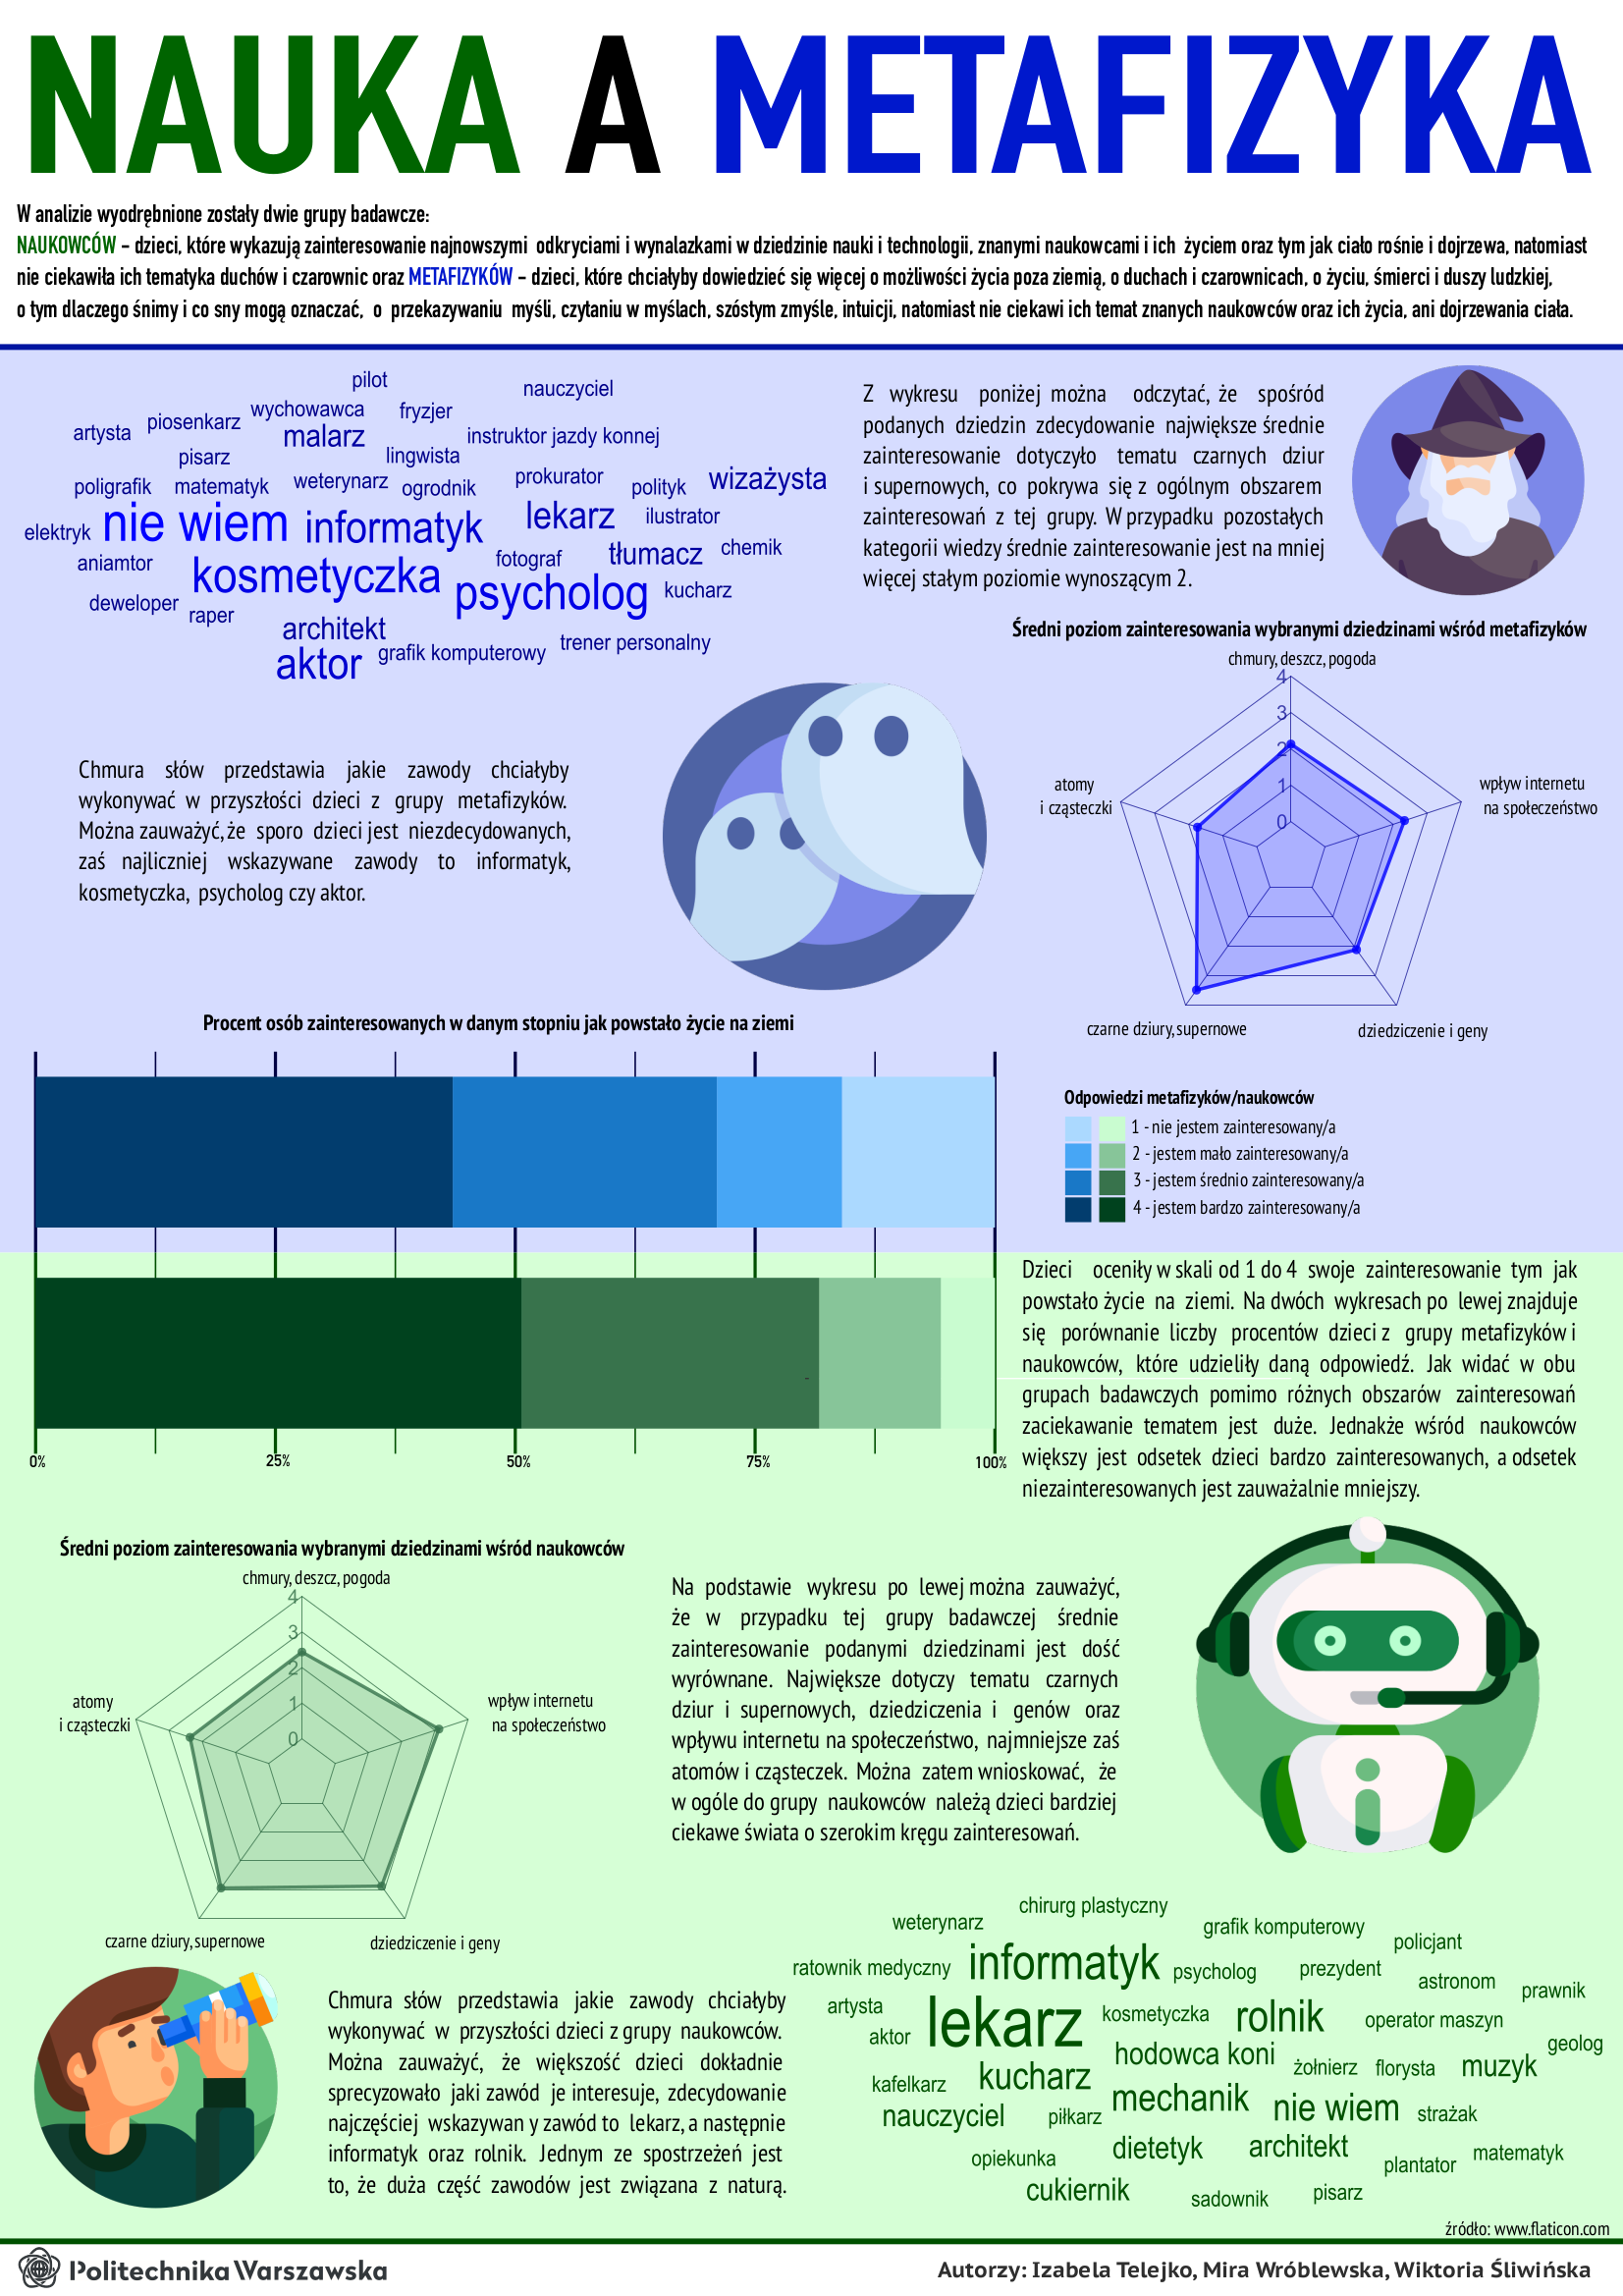 NAUKA A METAFIZYKA
W analizie wyodrębnione zostały dwie grupy badawcze:
NAUKOWCÓW – dzieci, które wykazują zainteresowanie najnowszymi odkryciami i wynalazkami w dziedzinie nauki i technologii, znanymi naukowcami i ich życiem oraz tym jak ciało rośnie i dojrzewa, natomiast
nie ciekawiła ich tematyka duchów i czarownic oraz METAFIZYKÓW – dzieci, które chciałyby dowiedzieć się więcej o możliwości życia poza ziemią, o duchach i czarownicach, o życiu, śmierci i duszy ludzkiej,
o tym dlaczego śnimy i co sny mogą oznaczać, o przekazywaniu myśli, czytaniu w myślach, szóstym zmyśle, intuicji, natomiast nie ciekawi ich temat znanych naukowców oraz ich życia, ani dojrzewania ciała.
pilot
nauczyciel
wychowawca
fryzjer
piosenkarz
artysta
malarz
instruktor jazdy konnej
pisarz
lingwista
poligrafik
matematyk
weterynarz
ogrodnik
prokurator
polityk
wizażysta
elektryk
nie wiem
informatyk
lekarz
ilustrator
aniamtor
kosmetyczka
fotograf
tłumacz
chemik
deweloper
raper
psycholog
kucharz
architekt
aktor
grafik komputerowy
trener personalny
Z wykresu poniżej można odczytać, że spośród
podanych dziedzin zdecydowanie największe średnie
zainteresowanie dotyczyło tematu czarnych dziur
i supernowych, co pokrywa się z ogólnym obszarem
zainteresowań z tej grupy. W przypadku pozostałych
kategorii wiedzy średnie zainteresowanie jest na mniej
więcej stałym poziomie wynoszącym 2.
Średni poziom zainteresowania wybranymi dziedzinami wśród metafizyków
chmury, deszcz, pogoda
4
3
2
1
0
atomy
i cząsteczki
wpływ internetu
na społeczeństwo
czarne dziury, supernowe
dziedziczenie i geny
Chmura słów przedstawia jakie zawody chciałyby
wykonywać w przyszłości dzieci z grupy metafizyków.
Można zauważyć, że sporo dzieci jest niezdecydowanych,
zaś najliczniej wskazywane zawody to informatyk,
kosmetyczka, psycholog czy aktor.
Procent osób zainteresowanych w danym stopniu jak powstało życie na ziemi
Odpowiedzi metafizyków/naukowców
1 - nie jestem zainteresowany/a
2 - jestem mało zainteresowany/a
3 - jestem średnio zainteresowany/a
4 - jestem bardzo zainteresowany/a
0%
25%
50%
75%
100%
Dzieci oceniły w skali od 1 do 4 swoje zainteresowanie tym jak
powstało życie na ziemi. Na dwóch wykresach po lewej znajduje
się porównanie liczby procentów dzieci z grupy metafizyków i
naukowców, które udzieliły daną odpowiedź. Jak widać w obu
grupach badawczych pomimo różnych obszarów zainteresowań
zaciekawanie tematem jest duże. Jednakże wśród naukowców
większy jest odsetek dzieci bardzo zainteresowanych, a odsetek
niezainteresowanych jest zauważalnie mniejszy.
Średni poziom zainteresowania wybranymi dziedzinami wśród naukowców
chmury, deszcz, pogoda
4
3
2
1
0
atomy
i cząsteczki
wpływ internetu
na społeczeństwo
czarne dziury, supernowe
dziedziczenie i geny
Na podstawie wykresu po lewej można zauważyć,
że w przypadku tej grupy badawczej średnie
zainteresowanie podanymi dziedzinami jest dość
wyrównane. Największe dotyczy tematu czarnych
dziur i supernowych, dziedziczenia i genów oraz
wpływu internetu na społeczeństwo, najmniejsze zaś
atomów i cząsteczek. Można zatem wnioskować, że
w ogóle do grupy naukowców należą dzieci bardziej
ciekawe świata o szerokim kręgu zainteresowań.
Chmura słów przedstawia jakie zawody chciałyby
wykonywać w przyszłości dzieci z grupy naukowców.
Można zauważyć, że większość dzieci dokładnie
sprecyzowało jaki zawód je interesuje, zdecydowanie
najczęściej wskazywan y zawód to lekarz, a następnie
informatyk oraz rolnik. Jednym ze spostrzeżeń jest
to, że duża część zawodów jest związana z naturą.
chirurg plastyczny
weterynarz
grafik komputerowy
policjant
ratownik medyczny
informatyk
psycholog
prezydent
astronom
prawnik
artysta
lekarz
kosmetyczka
rolnik
operator maszyn
aktor
geolog
hodowca koni
żołnierz
florysta
muzyk
kafelkarz
kucharz
mechanik
nie wiem
strażak
nauczyciel
piłkarz
opiekunka
dietetyk
architekt
plantator
matematyk
cukiernik
sadownik
pisarz
źródło: www.flaticon.com
Politechnika Warszawska
Autorzy: Izabela Telejko, Mira Wróblewska, Wiktoria Śliwińska